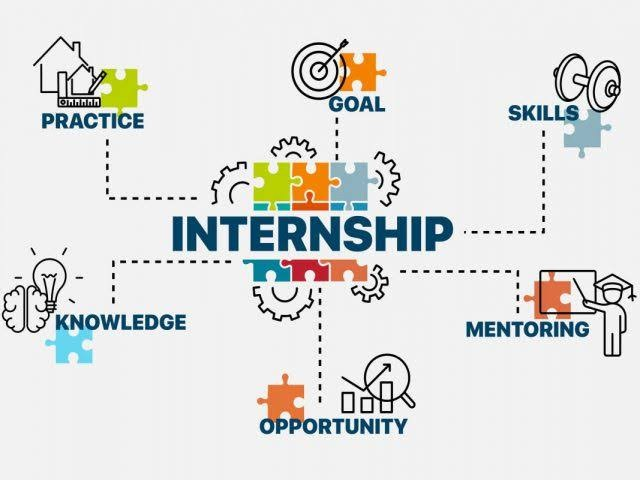 GOAL
SKILLS
PRACTICE
INTERNSHIP
KNOWLEDGE
MENTORING
OPPORTUNITY